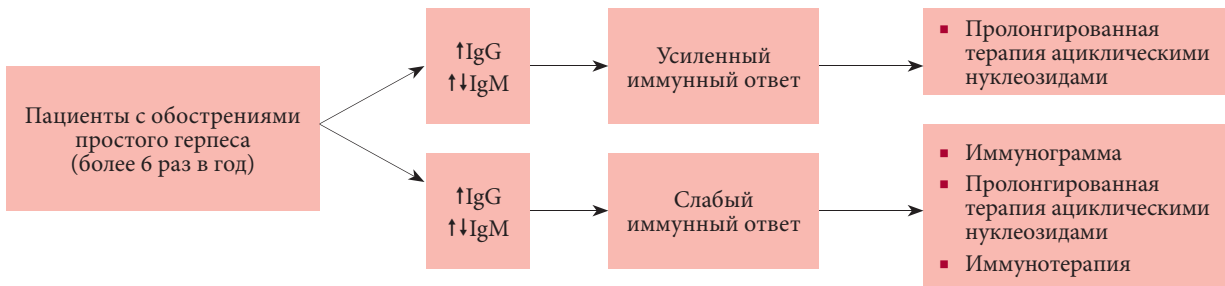 Пациенты с обострениями
простого герпеса
(более 6 раз в год)
↑IgG
↑↓IgM
Усиленный
иммунный ответ
▪ Пролонгированная
терапия ациклическими
нуклеозидами
↑IgG
↑↓IgM
Слабый
иммунный ответ
▪ Иммунограмма
▪ Пролонгированная
терапия ациклическими
нуклеозидами
▪ Иммунотерапия